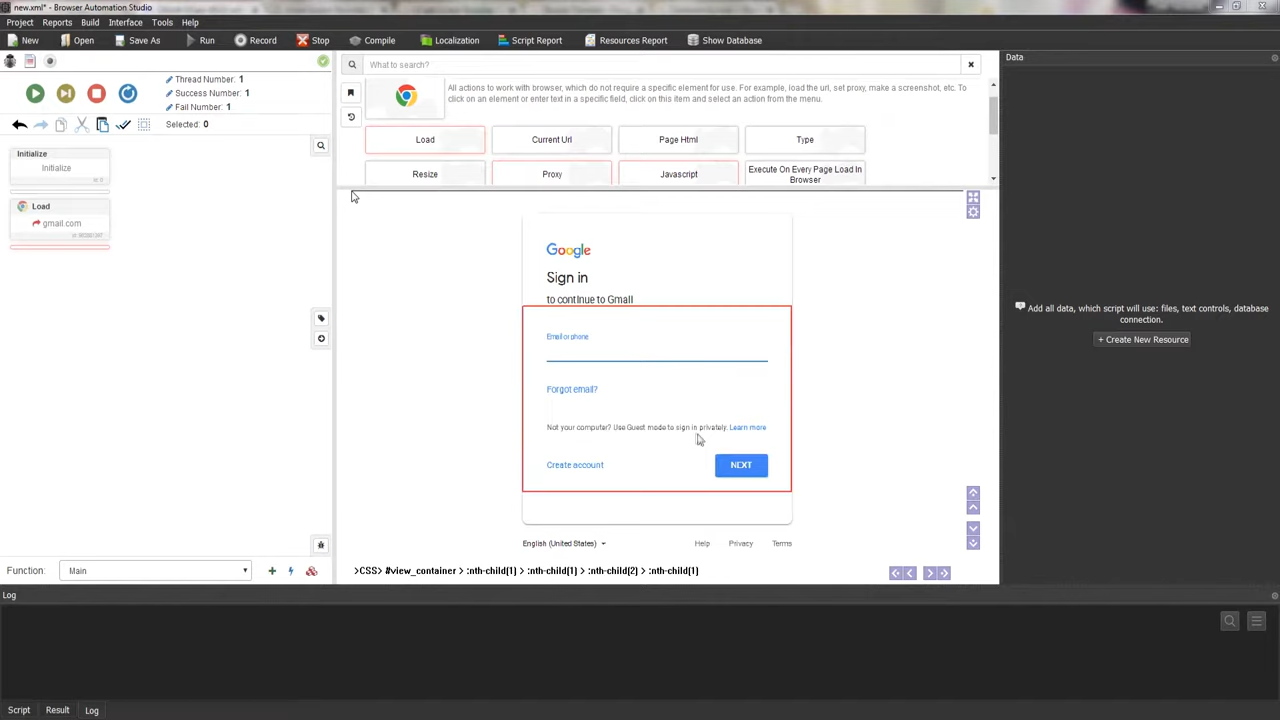 new.xml* - Browser Automation Studio
Project Reports Build Interface Tools Help
New Open Save As Run Record Stop Compile Localization Script Report Resources Report Show Database
What to search?
Data
Thread Number: 1
Success Number: 1
Fail Number: 1
Selected: 0
All actions to work with browser, which do not require a specific element for use. For example, load the url, set proxy, make a screenshot, etc. To
click on an element or enter text in a specific field, click on this item and select an action from the menu.
Load Current Url Page Html Type
Resize Proxy Javascript Execute On Every Page Load In
Browser
Initialize
Initialize
Load
gmail.com
Google
Sign in
to continue to Gmail
Email or phone
Forgot email?
Not your computer? Use Guest mode to sign in privately. Learn more
Create account NEXT
English (United States) Help Privacy Terms
Add all data, which script will use: files, text controls, database
connection.
+ Create New Resource
Function: Main
>CSS> #view_container > :nth-child(1) > :nth-child(1) > :nth-child(2) > :nth-child(1)
Log
Script Result Log